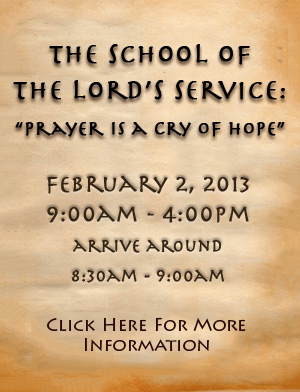 The School of
The Lord's Service:
“Prayer is a Cry of Hope”
February 2, 2013
9:00am - 4:00pm
Arrive around
8:30am - 9:00am
Click Here For More
Information